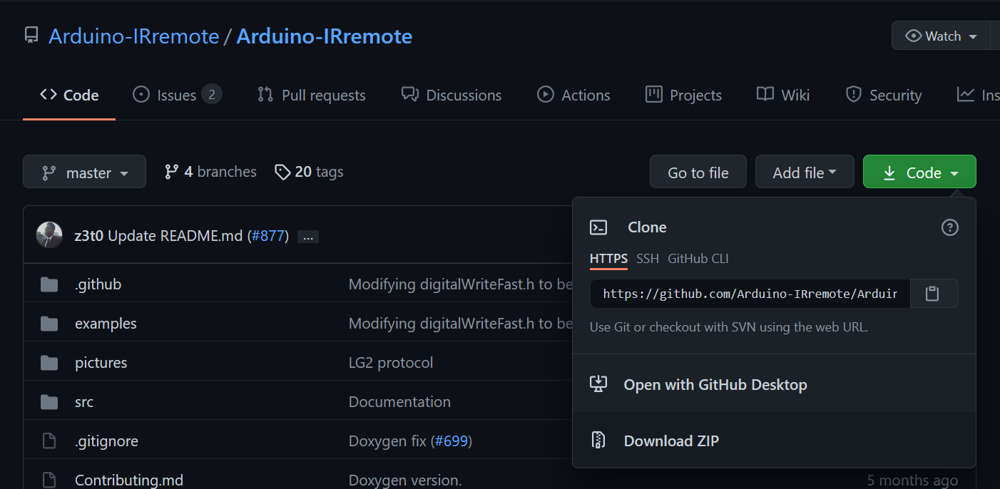 Arduino-IRremote / Arduino-IRremote
Watch
Code
Issues 2
Pull requests
Discussions
Actions
Projects
Wiki
Security
Ins
master
4 branches
20 tags
Go to file
Add file
Code
z3t0 Update README.md (#877) ...
Clone
HTTPS SSH GitHub CLI
https://github.com/Arduino-IRremote/Arduir
Use Git or checkout with SVN using the web URL.
Open with GitHub Desktop
Download ZIP
.github Modifying digitalWriteFast.h to be
examples Modifying digitalWriteFast.h to be
pictures LG2 protocol
src Documentation
.gitignore Doxygen fix (#699)
Contributing.md Doxygen version. 5 months ago